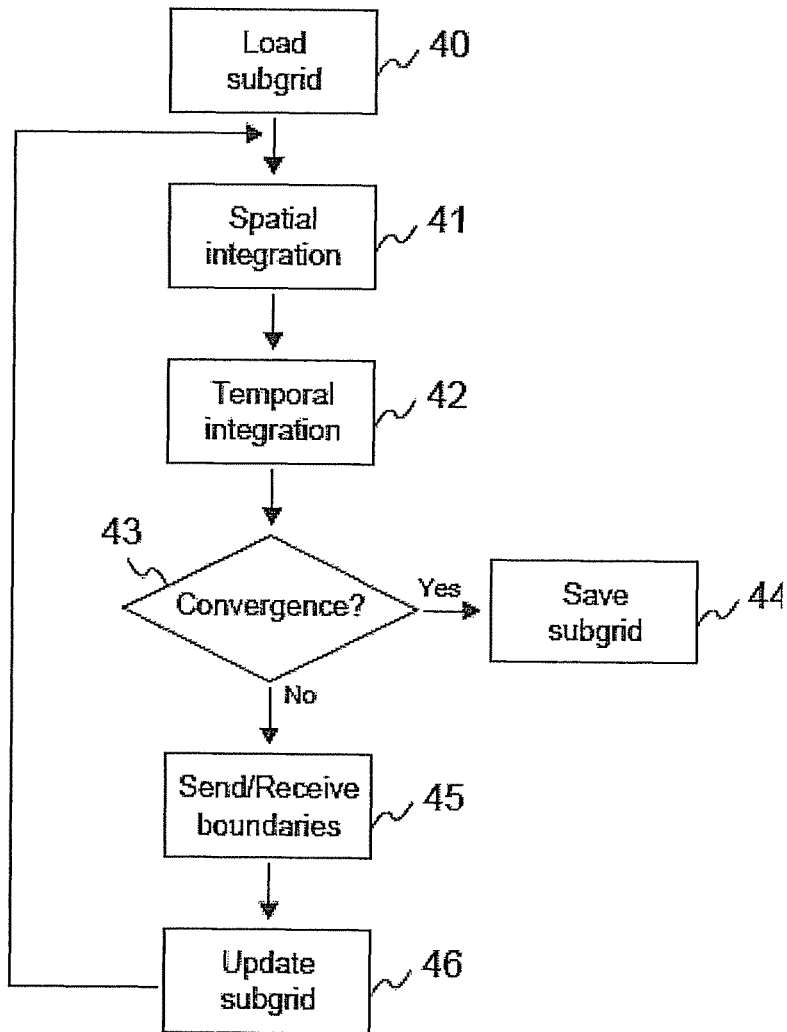 Load
subgrid
40
Spatial
integration
41
Temporal
integration
42
43
Convergence?
Yes
Save
subgrid
44
No
Send/Receive
boundaries
45
Update
subgrid
46